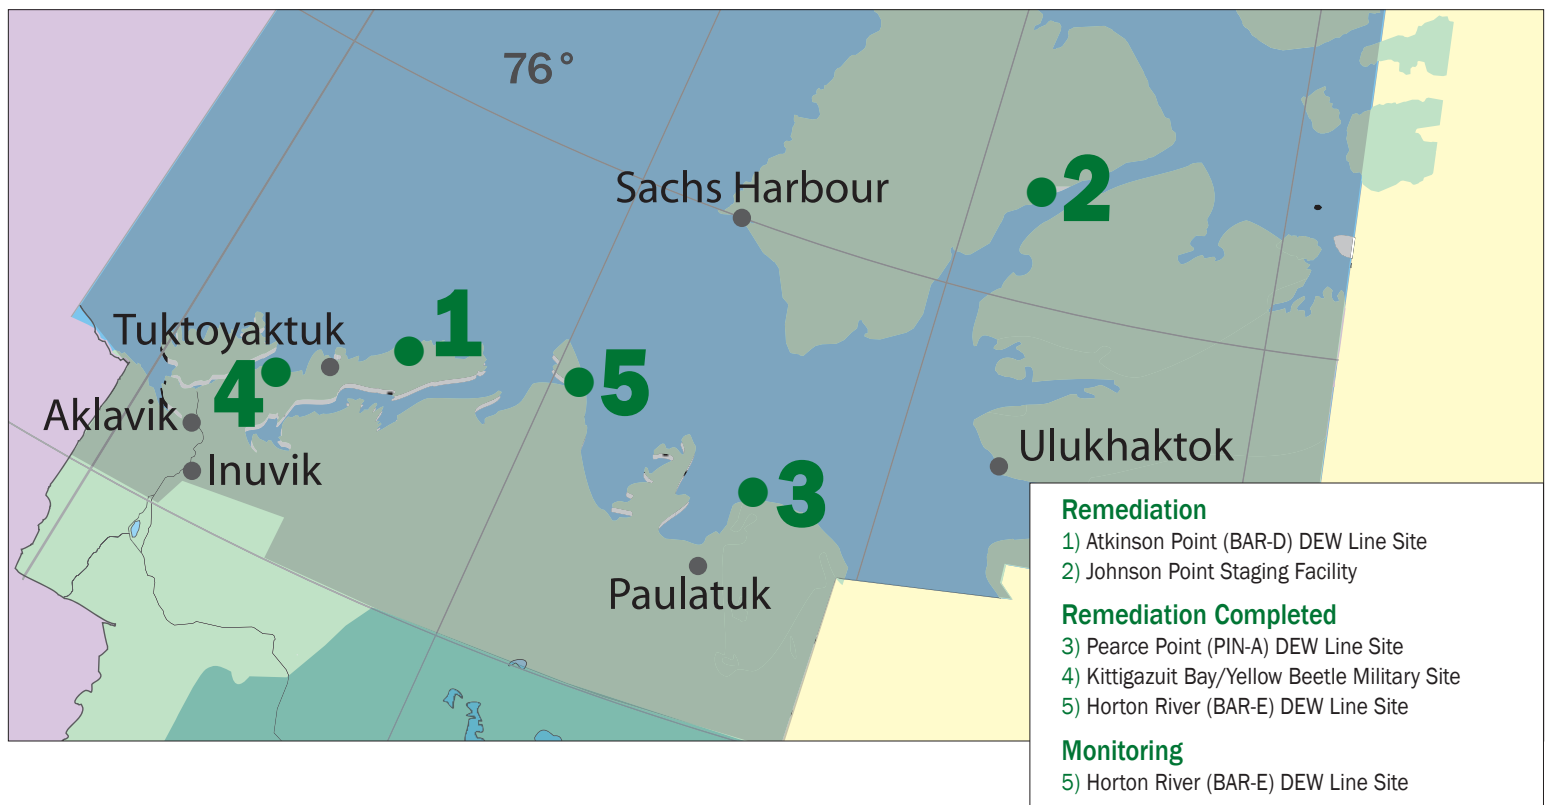 76°
Sachs Harbour
2
1
Tuktoyaktuk
4
5
Aklavik
Inuvik
Ulukhaktok
3
Paulatuk
Remediation
1) Atkinson Point (BAR-D) DEW Line Site
2) Johnson Point Staging Facility
Remediation Completed
3) Pearce Point (PIN-A) DEW Line Site
4) Kittigazuit Bay/Yellow Beetle Military Site
5) Horton River (BAR-E) DEW Line Site
Monitoring
5) Horton River (BAR-E) DEW Line Site